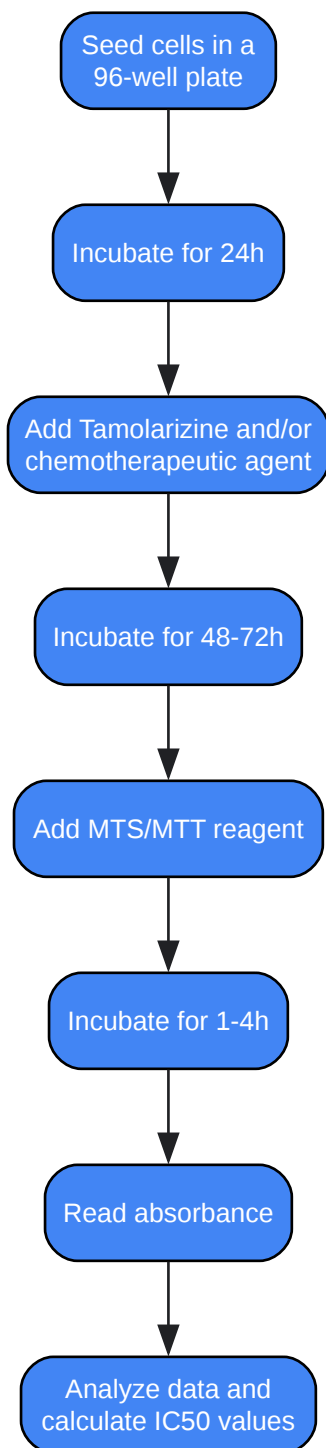 Seed cells in a
96-well plate
Incubate for 24h
Add Tamolarizine and/or
chemotherapeutic agent
Incubate for 48-72h
Add MTS/MTT reagent
Incubate for 1-4h
Read absorbance
Analyze data and
calculate IC50 values